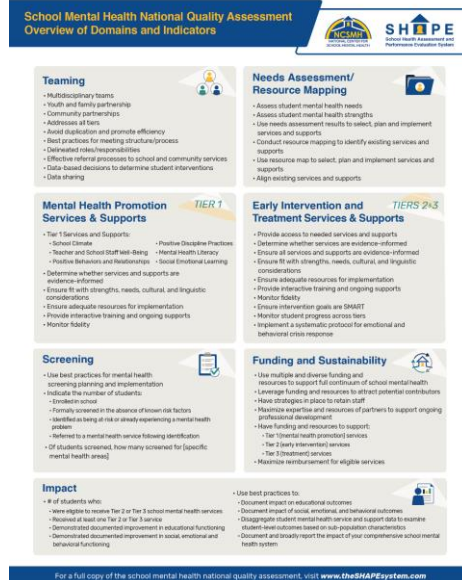 School Mental Health National Quality Assessment
Overview of Domains and Indicators
NCSMH
NATIONAL CENTER FOR
SCHOOL MENTAL HEALTH
SHAPE
School Health Assessment and
Performance Evaluation System
Teaming
• Multidisciplinary teams
• Youth and family partnership
• Community partnerships
• Addresses all tiers
• Avoid duplication and promote efficiency
• Best practices for meeting structure/process
• Delineated roles/responsibilities
• Effective referral processes to school and community services
• Data-based decisions to determine student interventions
• Data sharing
Needs Assessment/
Resource Mapping
• Assess student mental health needs
• Assess student mental health strengths
• Use needs assessment results to select, plan and implement
services and supports
• Conduct resource mapping to identify existing services and
supports
• Use resource map to select, plan and implement services and
supports
• Align existing services and supports
Mental Health Promotion
Services & Supports
TIER 1
• Tier 1 Services and Supports:
• School Climate
• Teacher and School Staff Well-Being
• Positive Behaviors and Relationships
• Positive Discipline Practices
• Mental Health Literacy
• Social Emotional Learning
• Determine whether services and supports are
evidence-informed
• Ensure fit with strengths, needs, cultural, and linguistic
considerations
• Ensure adequate resources for implementation
• Provide interactive training and ongoing supports
• Monitor fidelity
Early Intervention and
Treatment Services & Supports
TIERS 2+3
• Provide access to needed services and supports
• Determine whether services are evidence-informed
• Ensure all services and supports are evidence-informed
• Ensure fit with strengths, needs, cultural, and linguistic
considerations
• Ensure adequate resources for implementation
• Provide interactive training and ongoing supports
• Monitor fidelity
• Ensure intervention goals are SMART
• Monitor student progress across tiers
• Implement a systematic protocol for emotional and
behavioral crisis response
Screening
• Use best practices for mental health
screening planning and implementation
• Indicate the number of students:
• Enrolled in school
• Formally screened in the absence of known risk factors
• Identified as being at risk or already experiencing a mental health
problem
• Referred to a mental health service following identification
• Of students screened, how many screened for [specific
mental health areas]
Funding and Sustainability
• Use multiple and diverse funding and
resources to support full continuum of school mental health
• Leverage funding and resources to attract potential contributors
• Have strategies in place to retain staff
• Maximize expertise and resources of partners to support ongoing
professional development
• Have funding and resources to support:
• Tier 1 (mental health promotion) services
• Tier 2 (early intervention) services
• Tier 3 (treatment) services
• Maximize reimbursement for eligible services
Impact
• # of students who:
• Were eligible to receive Tier 2 or Tier 3 school mental health services
• Received at least one Tier 2 or Tier 3 service
• Demonstrated documented improvement in educational functioning
• Demonstrated documented improvement in social, emotional and
behavioral functioning
• Use best practices to:
• Document impact on educational outcomes
• Document impact of social, emotional, and behavioral outcomes
• Disaggregate student mental health service and support data to examine
student-level outcomes based on sub-population characteristics
• Document and broadly report the impact of your comprehensive school mental
health system
For a full copy of the school mental health national quality assessment, visit www.theSHAPEsystem.com